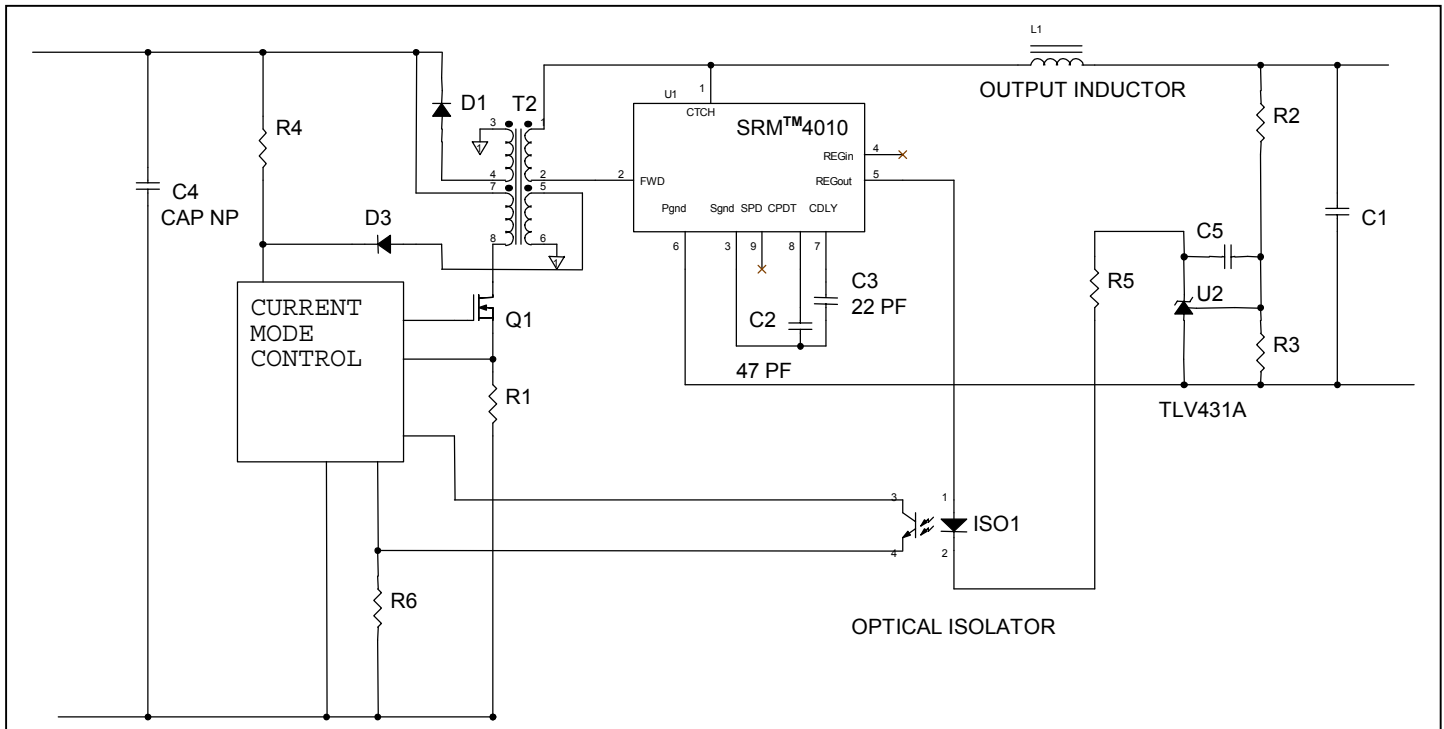 L1
OUTPUT INDUCTOR
D1
T2
3
1
4
2
7
5
8
6
1
1
U1
1
CTCH
SRM™4010
REGin
4
REGout
5
2
FWD
Pgnd
Sgnd
SPD
CPDT
CDLY
6
3
9
8
7
R4
R2
C4
CAP NP
D3
C1
C5
C3
22 PF
R5
U2
C2
CURRENT
MODE
CONTROL
Q1
R3
47 PF
R1
TLV431A
3
1
ISO1
4
2
R6
OPTICAL ISOLATOR